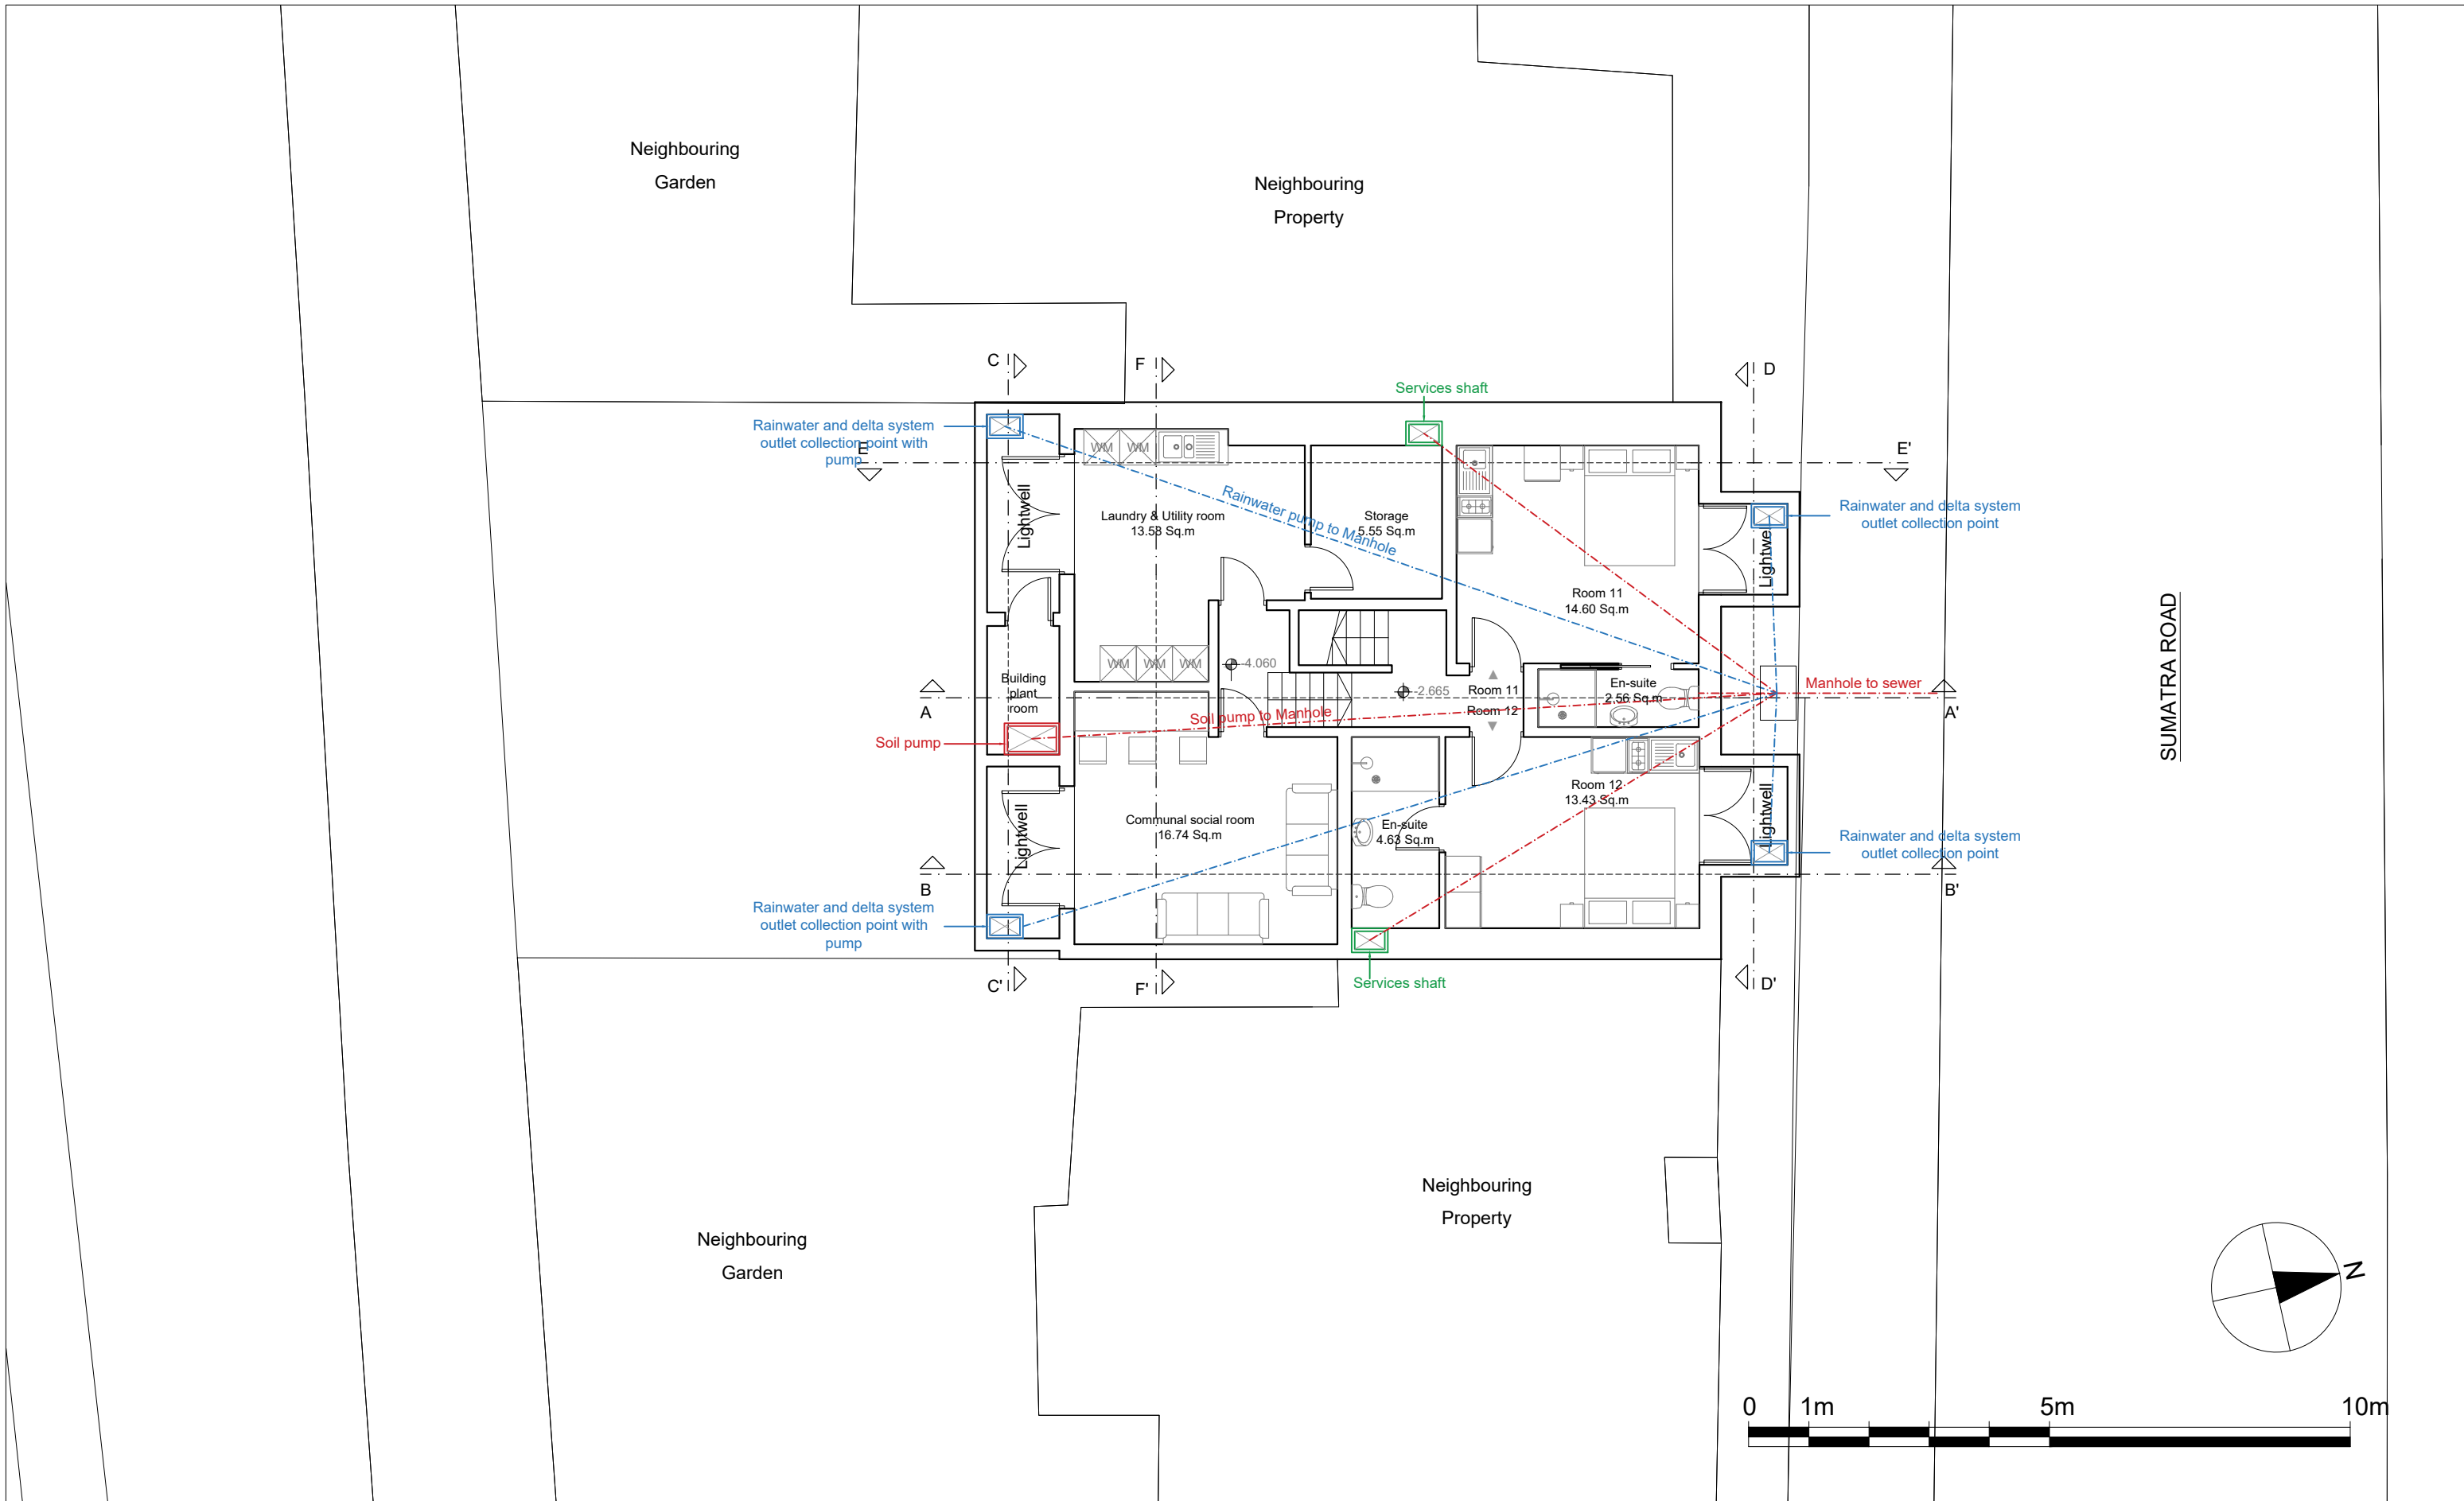 Neighbouring
Garden
Neighbouring
Property
C
F
D
Services shaft
Rainwater and delta system
outlet collection point with
pump
E
E'
WM
WM
Lightwell
Laundry & Utility room
13.53 Sq.m
Rainwater pump to Manhole
Storage
5.55 Sq.m
Rainwater and delta system
outlet collection point
Lightwell
Room 11
14.60 Sq.m
SUMATRA ROAD
WM
WM
WM
-4.060
-2.665
Building
plant
room
Room 11
Room 12
En-suite
2.56 Sq.m
Manhole to sewer
A
A'
Soil pump to Manhole
Soil pump
Lightwell
Communal social room
16.74 Sq.m
En-suite
4.63 Sq.m
Room 12
13.43 Sq.m
Lightwell
Rainwater and delta system
outlet collection point
B
B'
Rainwater and delta system
outlet collection point with
pump
C'
F'
Services shaft
D'
Neighbouring
Property
Neighbouring
Garden
N
0
1m
5m
10m